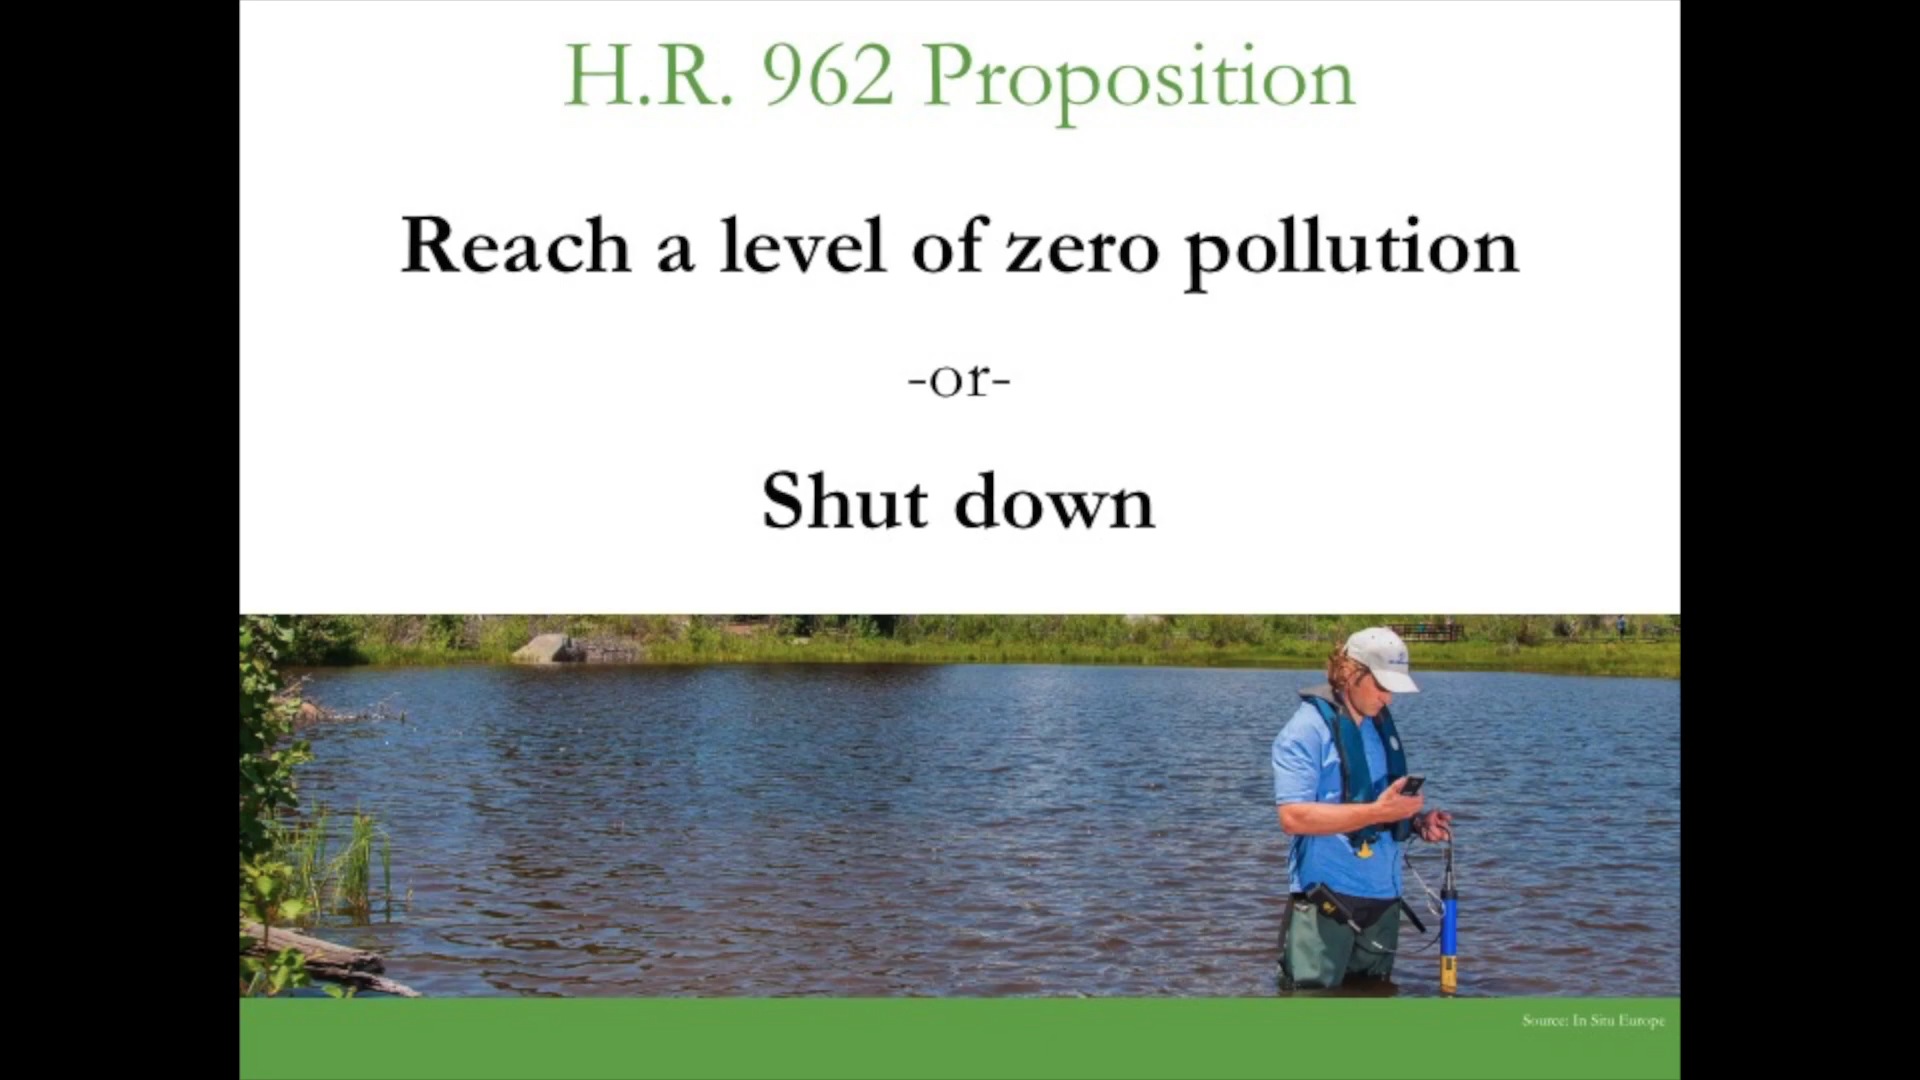 H.R. 962 Proposition
Reach a level of zero pollution
-or-
Shut down
Source: In Situ Europe